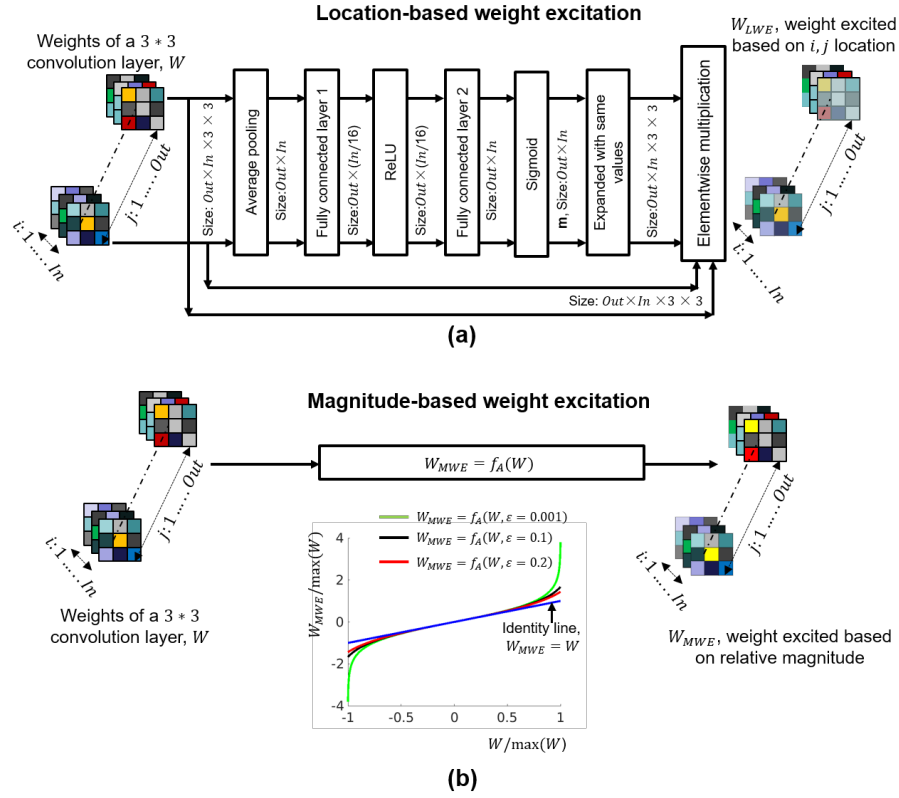 Location-based weight excitation
Weights of a 3 ∗ 3
convolution layer, W
i: 1 ..... In
j: 1 ..... Out
Size: Out × In × 3 × 3
Average pooling
Size:Out×In
Fully connected layer 1
Size:Out×(In/16)
ReLU
Size:Out×(In/16)
Fully connected layer 2
Size:Out×In
Sigmoid
m, Size:Out×In
Expanded with same
values
Size:Out×In × 3 × 3
Elementwise multiplication
Size: Out×In ×3 × 3
W_LWE, weight excited
based on i, j location
j: 1 ..... Out
i: 1 ..... In
(a)
Magnitude-based weight excitation
i: 1 ..... In
j: 1 ..... Out
Weights of a 3 ∗ 3
convolution layer, W
W_MWE = f_A(W)
W_MWE = f_A(W, ε = 0.001)
W_MWE = f_A(W, ε = 0.1)
W_MWE = f_A(W, ε = 0.2)
W_MWE/max(W)
4
2
0
-2
-4
Identity line,
W_MWE = W
-1
-0.5
0
0.5
1
W/max(W)
j: 1 ..... Out
i: 1 ..... In
W_MWE, weight excited based
on relative magnitude
(b)